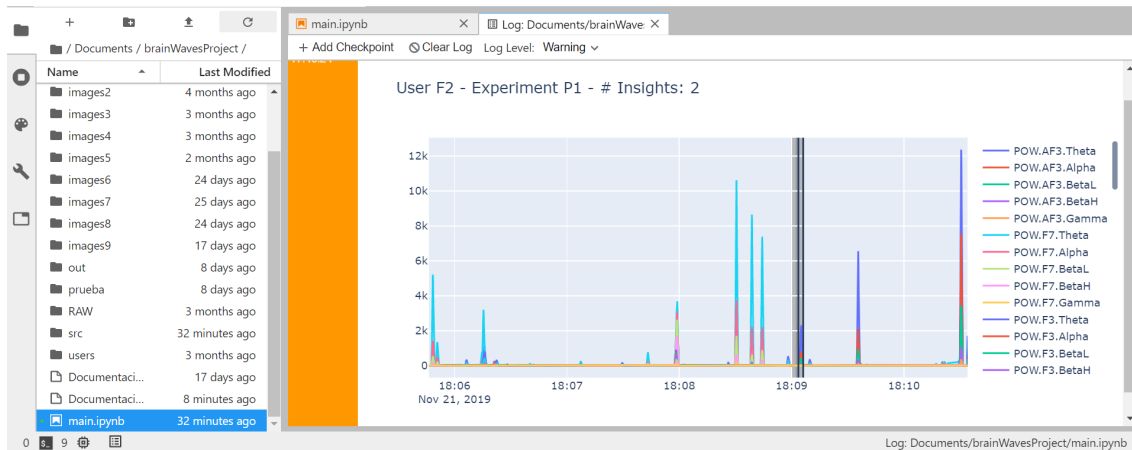 main.ipynb
Log: Documents/brainWave
+ Add Checkpoint Clear Log Log Level: Warning
/ Documents / brainWavesProject /
Name Last Modified
images2 4 months ago
images3 3 months ago
images4 3 months ago
images5 2 months ago
images6 24 days ago
images7 25 days ago
images8 24 days ago
images9 17 days ago
out 8 days ago
prueba 8 days ago
RAW 3 months ago
src 32 minutes ago
users 3 months ago
Documentaci... 17 days ago
Documentaci... 8 minutes ago
main.ipynb 32 minutes ago
User F2 - Experiment P1 - # Insights: 2
12k
10k
8k
6k
4k
2k
0
18:06 18:07 18:08 18:09 18:10
Nov 21, 2019
POW.AF3.Theta
POW.AF3.Alpha
POW.AF3.BetaL
POW.AF3.BetaH
POW.AF3.Gamma
POW.F7.Theta
POW.F7.Alpha
POW.F7.BetaL
POW.F7.BetaH
POW.F7.Gamma
POW.F3.Theta
POW.F3.Alpha
POW.F3.BetaL
POW.F3.BetaH
0 $_ 9
Log: Documents/brainWavesProject/main.ipynb